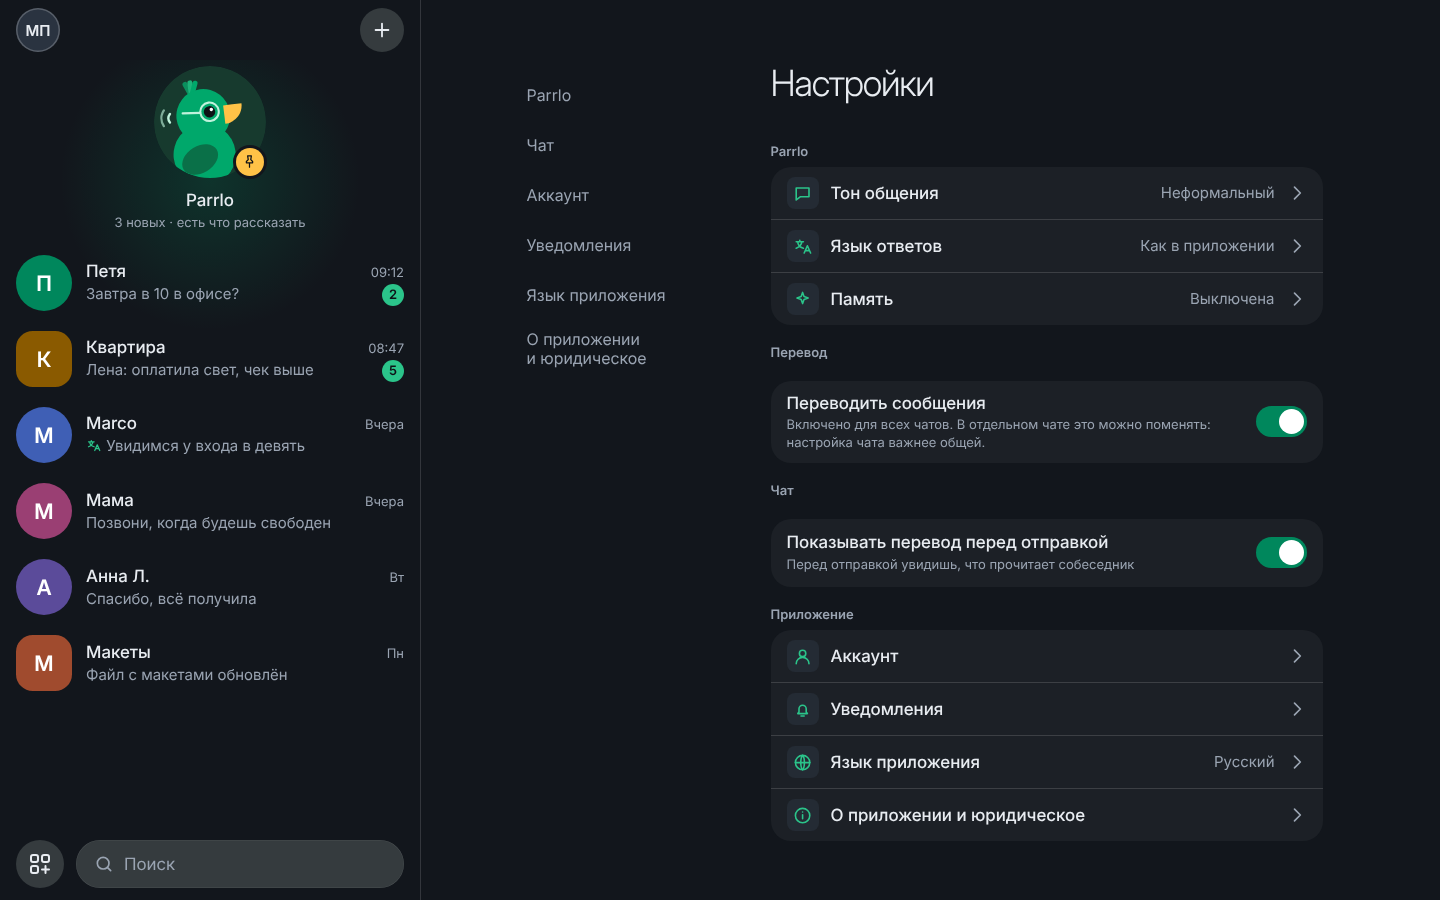 МП
Parrlo
3 новых · есть что рассказать
П
Петя
09:12
Завтра в 10 в офисе?
2
К
Квартира
08:47
Лена: оплатила свет, чек выше
5
M
Marco
Вчера
Увидимся у входа в девять
М
Мама
Вчера
Позвони, когда будешь свободен
А
Анна Л.
Вт
Спасибо, всё получила
М
Макеты
Пн
Файл с макетами обновлён
Поиск
Parrlo
Чат
Аккаунт
Уведомления
Язык приложения
О приложении
и юридическое
Настройки
Parrlo
Тон общения
Неформальный
Язык ответов
Как в приложении
Память
Выключена
Перевод
Переводить сообщения
Включено для всех чатов. В отдельном чате это можно поменять:
настройка чата важнее общей.
Чат
Показывать перевод перед отправкой
Перед отправкой увидишь, что прочитает собеседник
Приложение
Аккаунт
Уведомления
Язык приложения
Русский
О приложении и юридическое